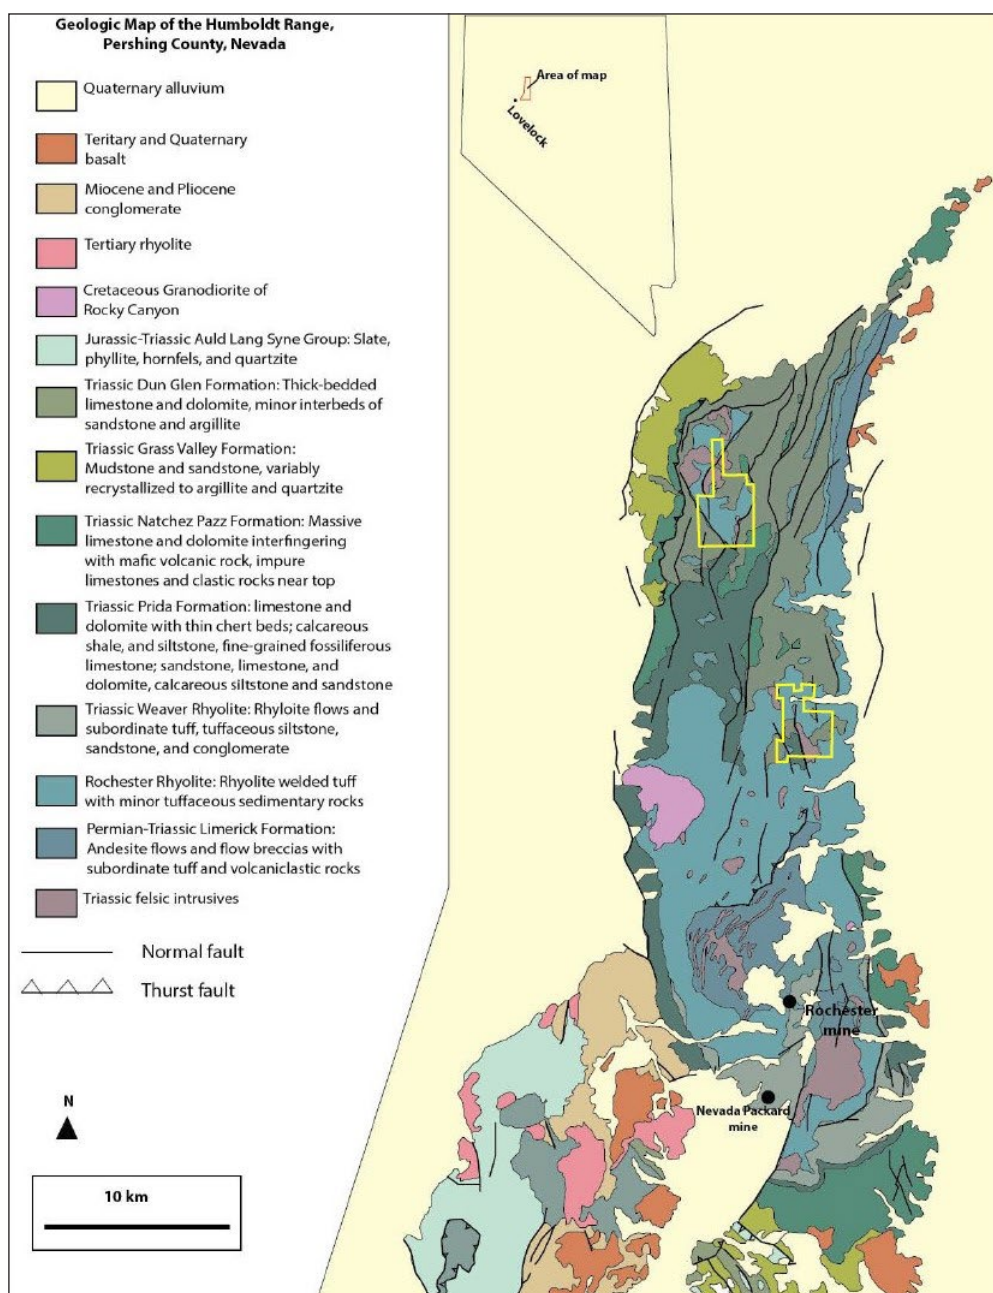 Geologic Map of the Humboldt Range,
Pershing County, Nevada
Quaternary alluvium
Teritary and Quaternary
basalt
Miocene and Pliocene
conglomerate
Tertiary rhyolite
Cretaceous Granodiorite of
Rocky Canyon
Jurassic-Triassic Auld Lang Syne Group: Slate,
phyllite, hornfels, and quartzite
Triassic Dun Glen Formation: Thick-bedded
limestone and dolomite, minor interbeds of
sandstone and argillite
Triassic Grass Valley Formation:
Mudstone and sandstone, variably
recrystallized to argillite and quartzite
Triassic Natchez Pazz Formation: Massive
limestone and dolomite interfingering
with mafic volcanic rock, impure
limestones and clastic rocks near top
Triassic Prida Formation: limestone and
dolomite with thin chert beds; calcareous
shale, and siltstone, fine-grained fossiliferous
limestone; sandstone, limestone, and
dolomite, calcareous siltstone and sandstone
Triassic Weaver Rhyolite: Rhyloite flows and
subordinate tuff, tuffaceous siltstone,
sandstone, and conglomerate
Rochester Rhyolite: Rhyolite welded tuff
with minor tuffaceous sedimentary rocks
Permian-Triassic Limerick Formation:
Andesite flows and flow breccias with
subordinate tuff and volcaniclastic rocks
Triassic felsic intrusives
Normal fault
Thurst fault
N
10 km
Area of map
Lovelock
Rochester
mine
Nevada Packard
mine